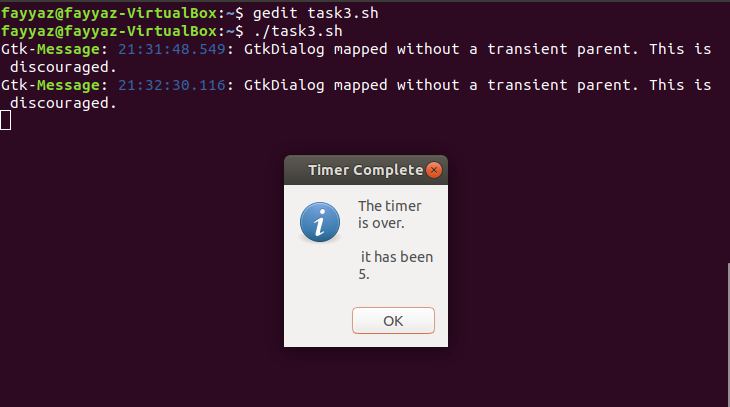 fayyaz@fayyaz-VirtualBox:~$ gedit task3.sh
fayyaz@fayyaz-VirtualBox:~$ ./task3.sh
Gtk-Message: 21:31:48.549: GtkDialog mapped without a transient parent. This is
discouraged.
Gtk-Message: 21:32:30.116: GtkDialog mapped without a transient parent. This is
discouraged.
Timer Complete
The timer
is over.
it has been
5.
OK